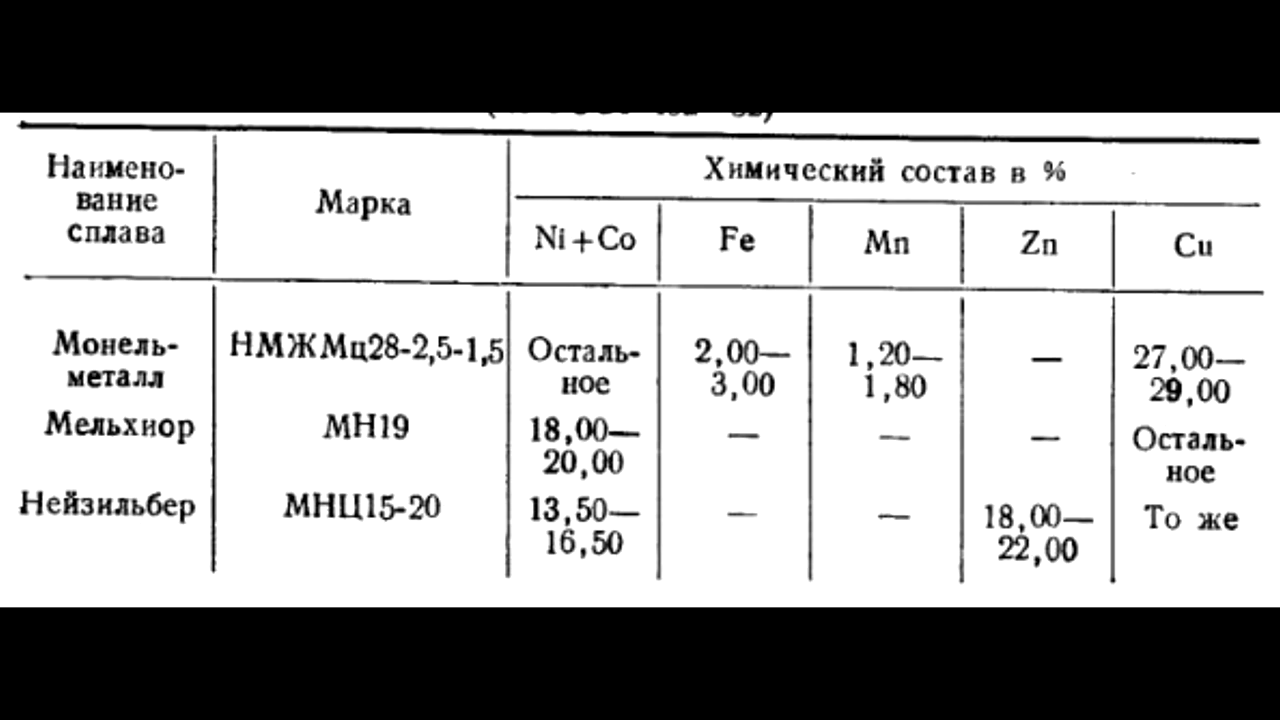 Наимено-
вание
сплава
Марка
Химический состав в %
Ni+Co
Fe
Mn
Zn
Cu
Монель-
металл
НМЖМц28-2,5-1,5
Осталь-
ное
2,00—
3,00
1,20—
1,80
—
27,00—
29,00
Мельхиор
МН19
18,00—
20,00
—
—
—
Осталь-
ное
Нейзильбер
МНЦ15-20
13,50—
16,50
—
—
18,00—
22,00
То же